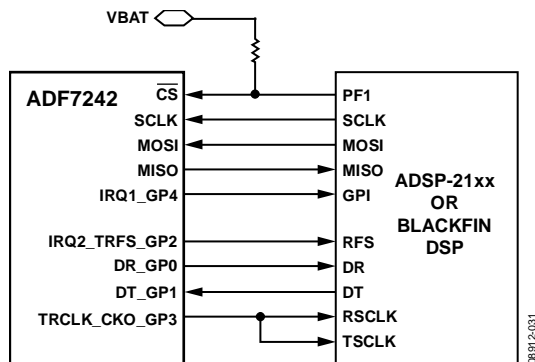 VBAT
ADF7242
CS
PF1
SCLK
SCLK
MOSI
MOSI
MISO
MISO
IRQ1_GP4
GPI
ADSP-21xx
OR
BLACKFIN
DSP
IRQ2_TRFS_GP2
RFS
DR_GP0
DR
DT_GP1
DT
TRCLK_CKO_GP3
RSCLK
TSCLK
08912-031